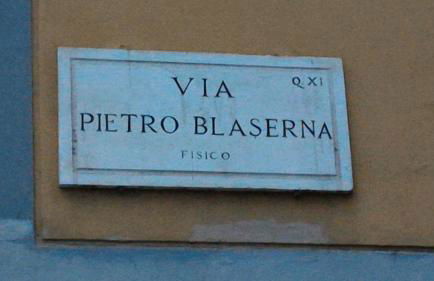 VIA Q XI
PIETRO BLASERNA
FISICO